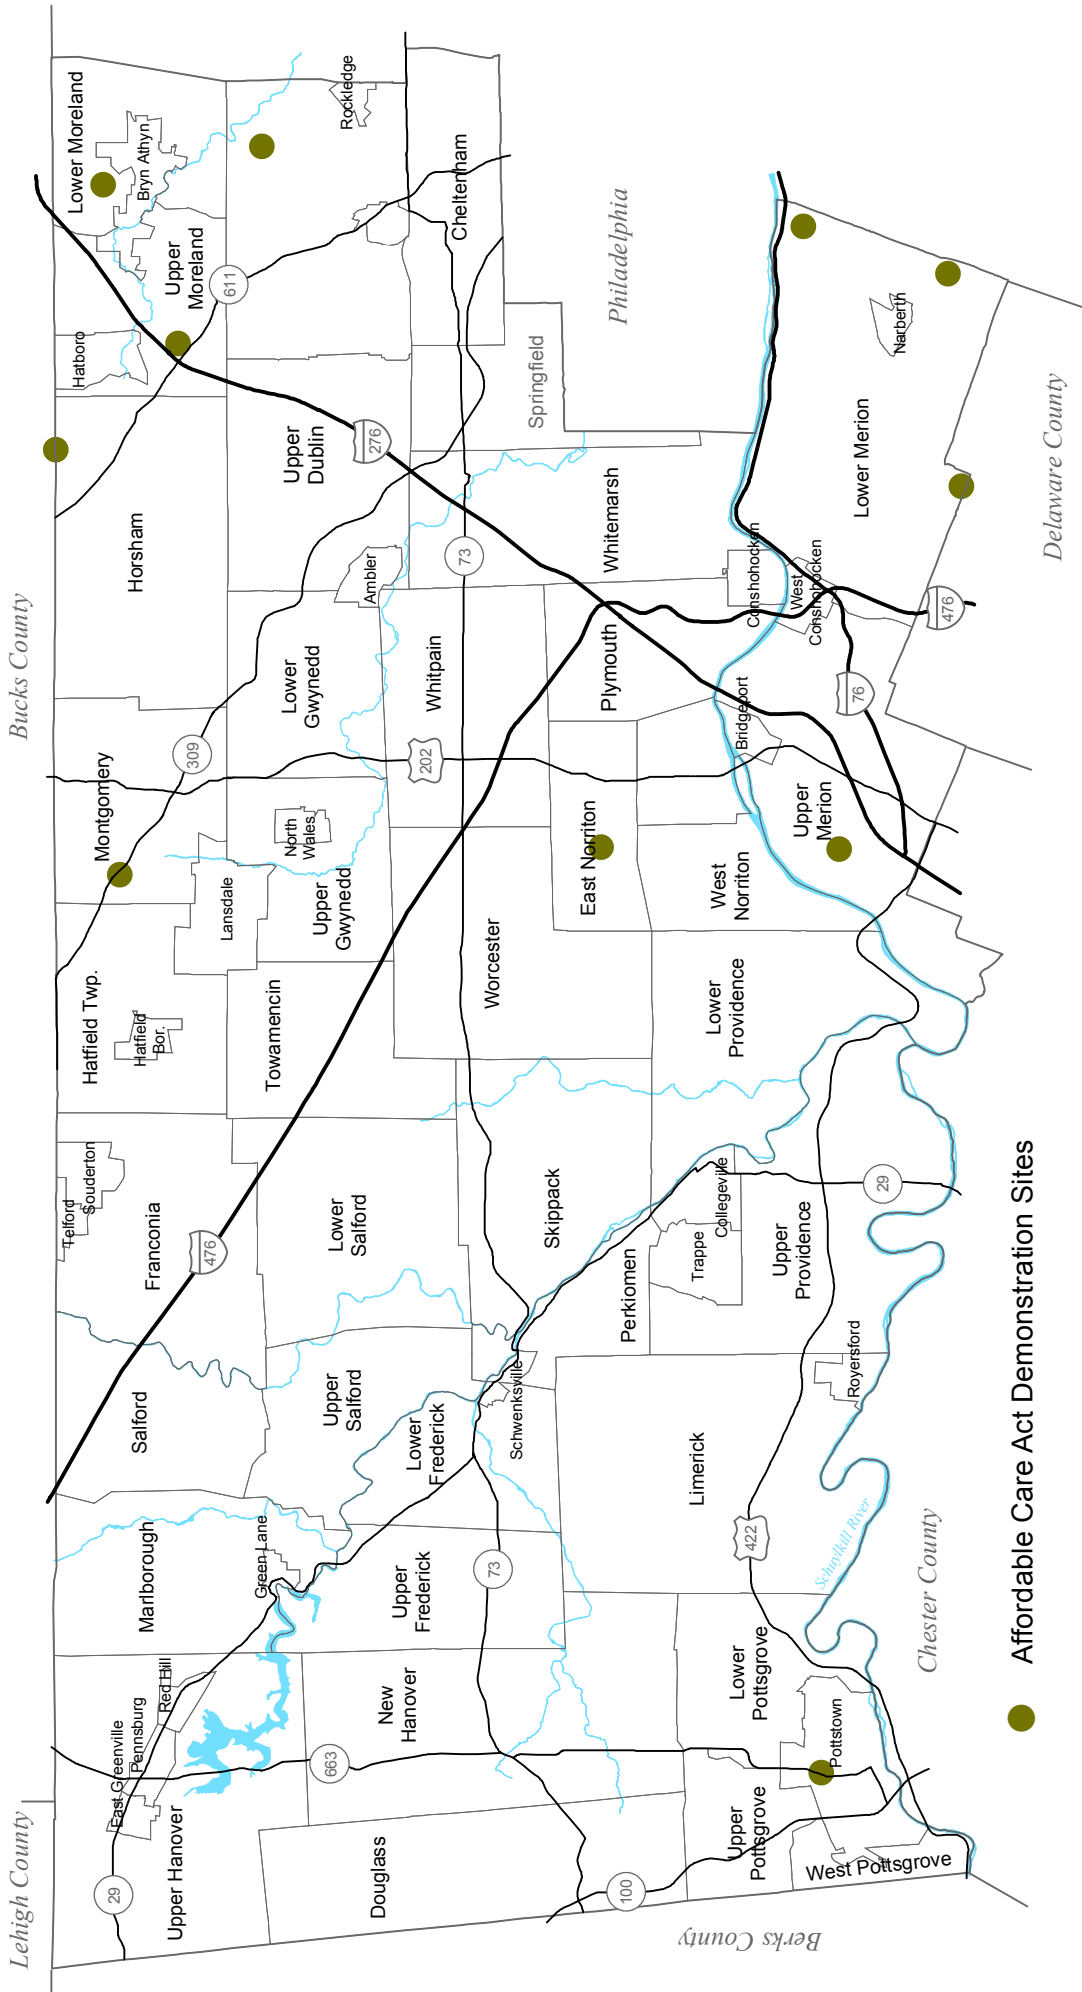 Lehigh County
Bucks County
Berks County
Chester County
Delaware County
Philadelphia
Upper Hanover
East Greenville
Pennsburg
Red Hill
Marlborough
Green Lane
Salford
Franconia
Telford
Souderton
Hatfield Twp.
Hatfield
Bor.
Montgomery
Horsham
Hatboro
Upper
Moreland
Lower Moreland
Bryn Athyn
Rockledge
Cheltenham
Springfield
Upper
Dublin
Ambler
Lower
Gwynedd
North
Wales
Lansdale
Upper
Gwynedd
Towamencin
Lower
Salford
Upper
Salford
Lower
Frederick
Upper
Frederick
New
Hanover
Douglass
Schwenksville
Skippack
Worcester
Whitpain
Whitemarsh
Plymouth
East Norriton
West
Norriton
Lower
Providence
Perkiomen
Trappe
Collegeville
Upper
Providence
Royersford
Limerick
Lower
Pottsgrove
Pottstown
Upper
Pottsgrove
West Pottsgrove
Upper
Merion
Bridgeport
Conshohocken
West
Conshohocken
Lower Merion
Narberth
Schuylkill River
29
663
100
73
422
476
29
309
202
73
276
611
76
476
Affordable Care Act Demonstration Sites